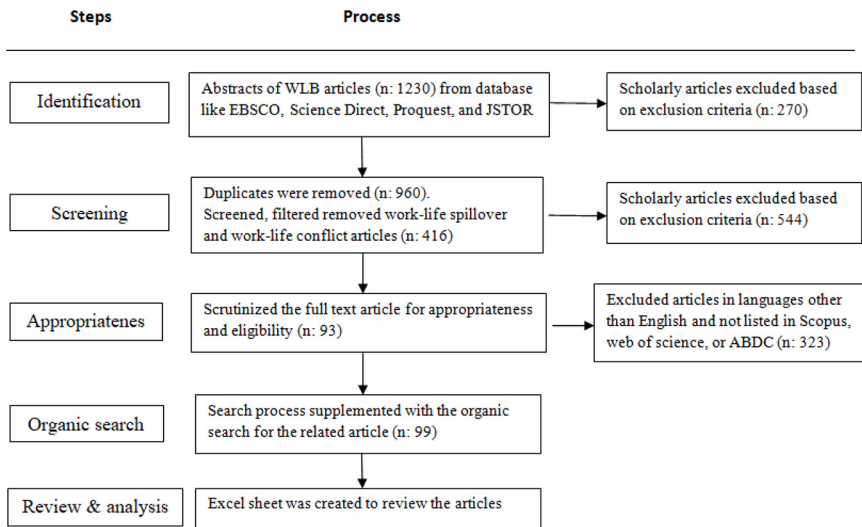 Steps
Process
Identification
Abstracts of WLB articles (n: 1230) from database
like EBSCO, Science Direct, Proquest, and JSTOR
Scholarly articles excluded based
on exclusion criteria (n: 270)
Screening
Duplicates were removed (n: 960).
Screened, filtered removed work-life spillover
and work-life conflict articles (n: 416)
Scholarly articles excluded based
on exclusion criteria (n: 544)
Appropriatenes
Scrutinized the full text article for appropriateness
and eligibility (n: 93)
Excluded articles in languages other
than English and not listed in Scopus,
web of science, or ABDC (n: 323)
Organic search
Search process supplemented with the organic
search for the related article (n: 99)
Review & analysis
Excel sheet was created to review the articles